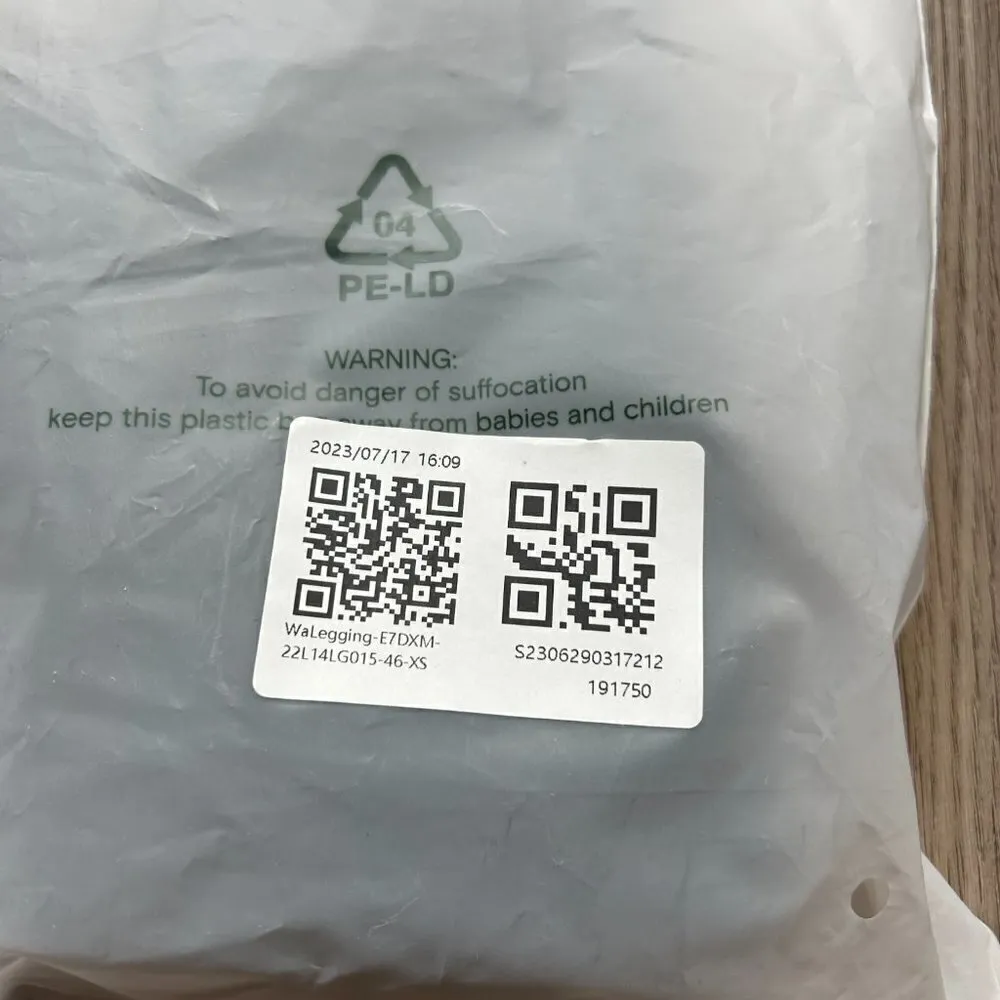 04
PE-LD
WARNING:
To avoid danger of suffocation
keep this plastic away from babies and children
2023/07/17 16:09
WaLegging-E7DXM-
22L14LG015-46-XS
S2306290317212
191750